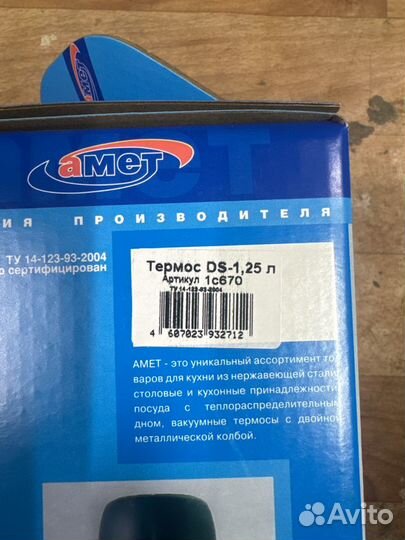 амет
амет
ИЯ ПРОИЗВОДИТЕЛЯ
ТУ 14-123-93-2004
о сертифицирован
Термос DS-1,25 л
Артикул 1с670
ТУ 14-123-93-2004
4 607023 932712
АМЕТ - это уникальный ассортимент то-
варов для кухни из нержавеющей стали:
столовые и кухонные принадлежности,
посуда с теплораспределительным
дном, вакуумные термосы с двойной
металлической колбой.
Avito